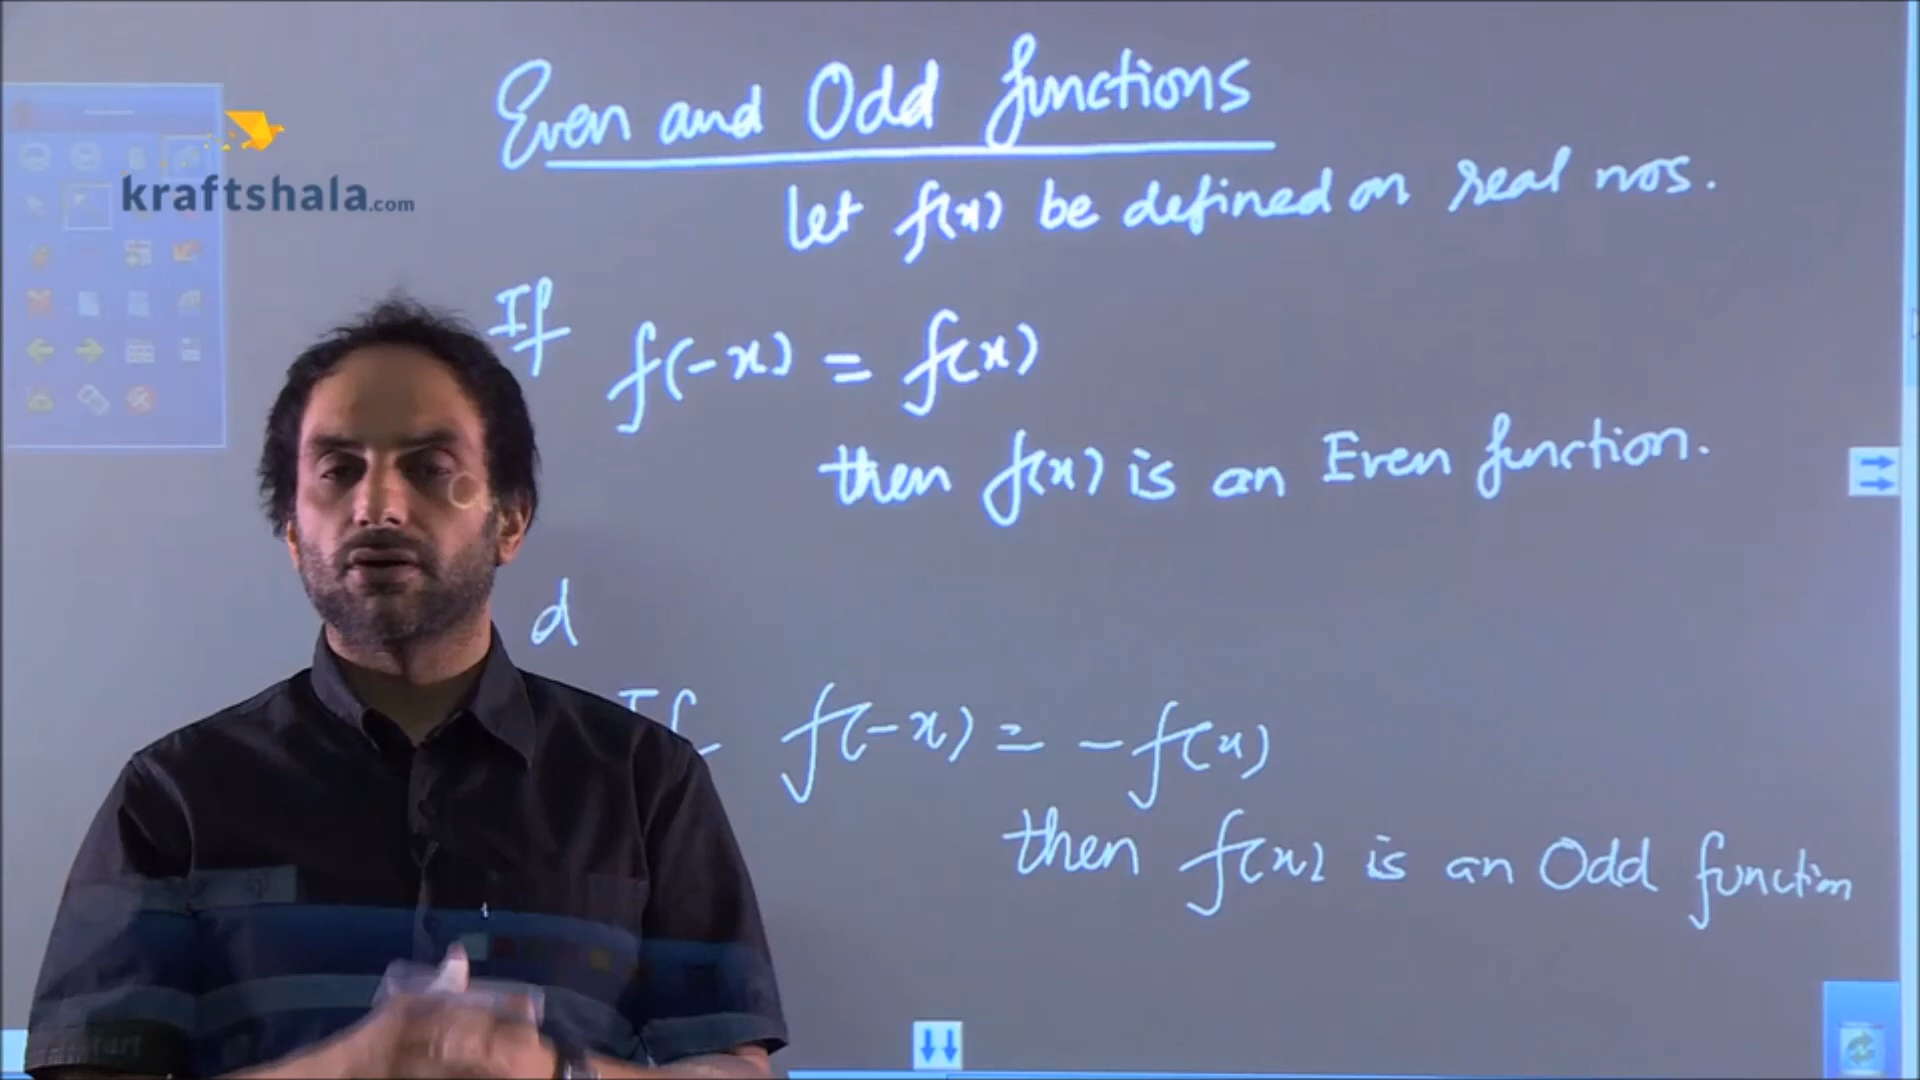 Even and Odd functions
kraftshala.com
let f(x) be defined on real nos.
If
f(-x) = f(x)
then f(x) is an Even function.
d
If f(-x) = -f(x)
then f(x) is an Odd function